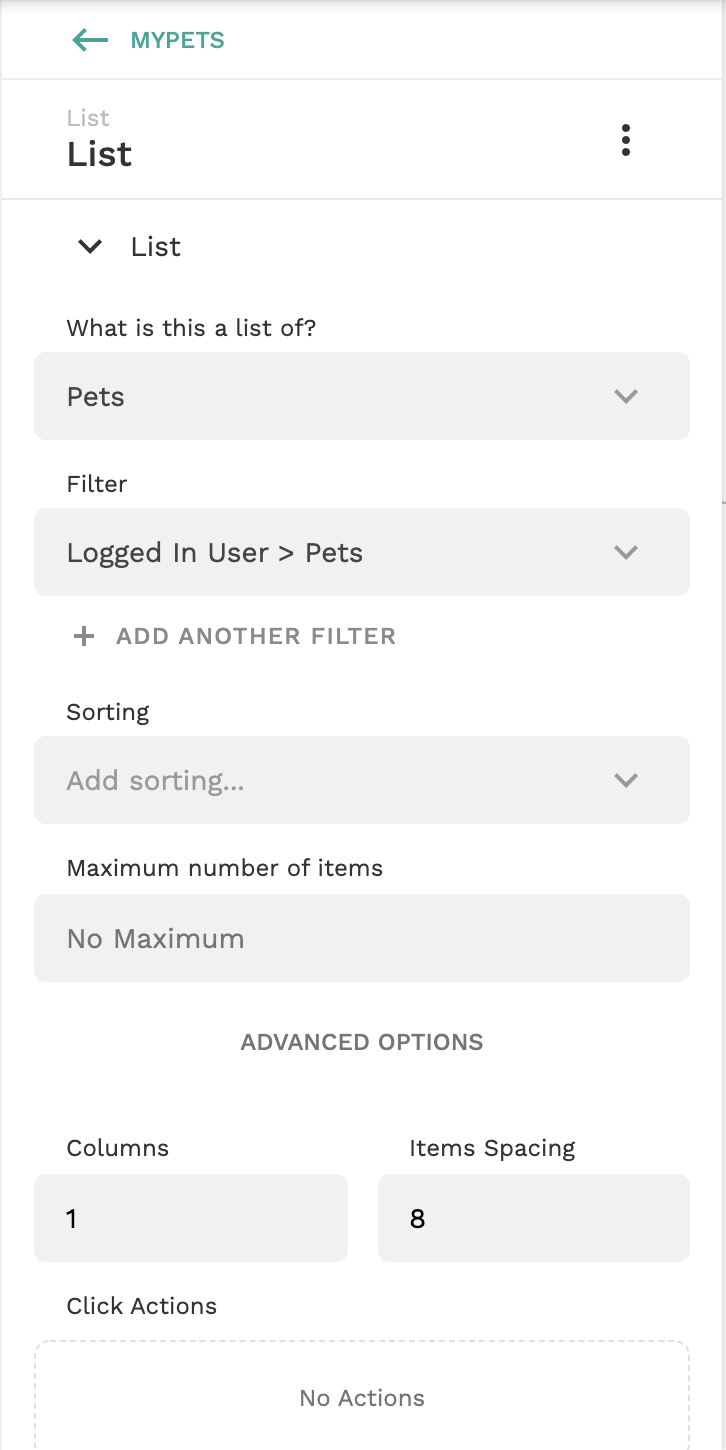 MYPETS
List
List
List
What is this a list of?
Pets
Filter
Logged In User > Pets
+ ADD ANOTHER FILTER
Sorting
Add sorting...
Maximum number of items
No Maximum
ADVANCED OPTIONS
Columns
Items Spacing
1
8
Click Actions
No Actions